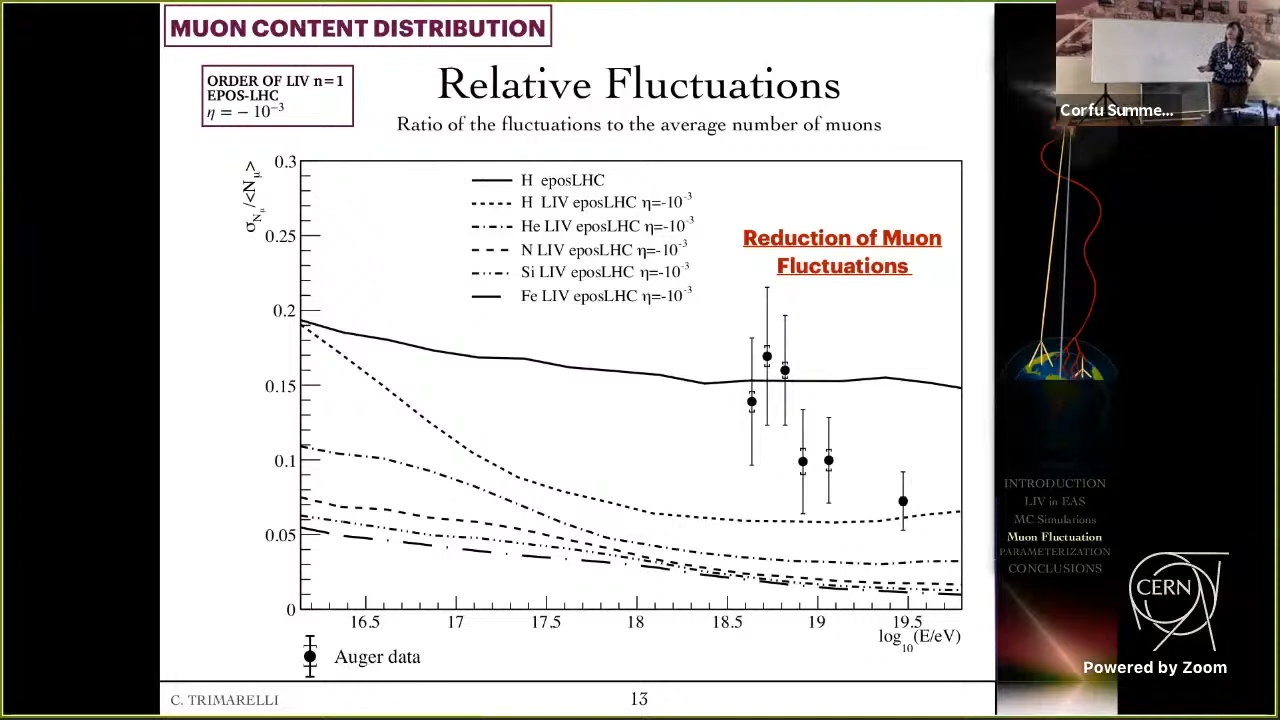 MUON CONTENT DISTRIBUTION
ORDER OF LIV n=1
EPOS-LHC
η = − 10⁻³
Relative Fluctuations
Ratio of the fluctuations to the average number of muons
σ_{N_μ}/<N_μ>
0.3
0.25
0.2
0.15
0.1
0.05
0
H eposLHC
H LIV eposLHC η=-10⁻³
He LIV eposLHC η=-10⁻³
N LIV eposLHC η=-10⁻³
Si LIV eposLHC η=-10⁻³
Fe LIV eposLHC η=-10⁻³
Reduction of Muon
Fluctuations
16.5 17 17.5 18 18.5 19 19.5
log₁₀(E/eV)
Auger data
C. TRIMARELLI
13
Corfu Summe...
INTRODUCTION
LIV in EAS
MC Simulations
Muon Fluctuation
PARAMETERIZATION
CONCLUSIONS
CERN
Powered by Zoom